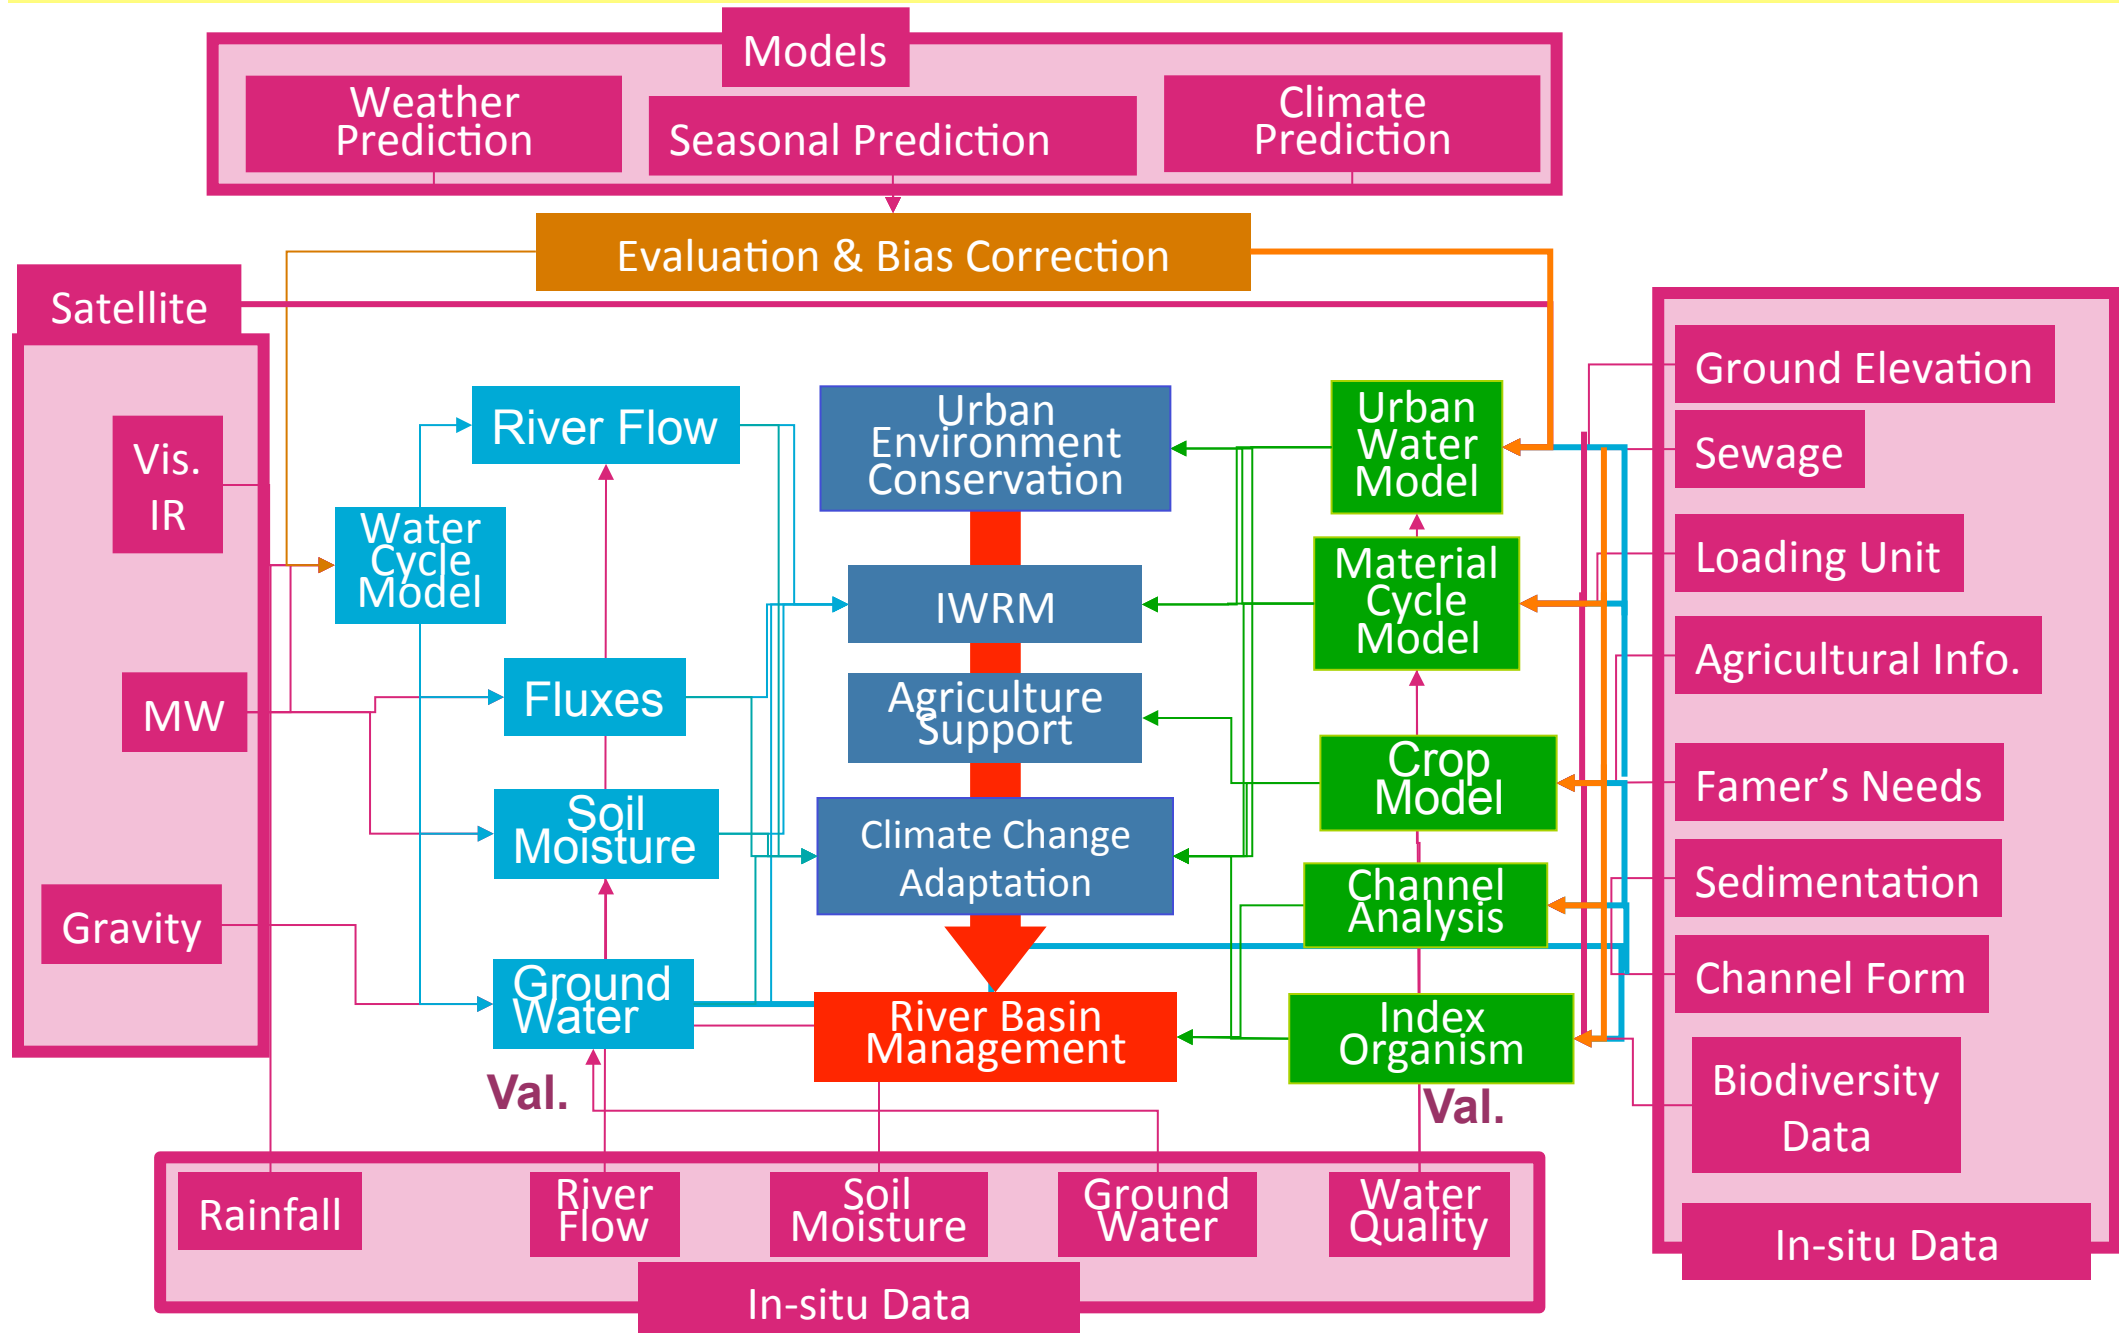 Models
Weather
Prediction
Seasonal Prediction
Climate
Prediction
Evaluation & Bias Correction
Satellite
Vis.
IR
MW
Gravity
Water
Cycle
Model
River Flow
Fluxes
Soil
Moisture
Ground
Water
Val.
Urban
Environment
Conservation
IWRM
Agriculture
Support
Climate Change
Adaptation
River Basin
Management
Urban
Water
Model
Material
Cycle
Model
Crop
Model
Channel
Analysis
Index
Organism
Val.
Ground Elevation
Sewage
Loading Unit
Agricultural Info.
Famer’s Needs
Sedimentation
Channel Form
Biodiversity
Data
In-situ Data
Rainfall
River
Flow
Soil
Moisture
Ground
Water
Water
Quality
In-situ Data